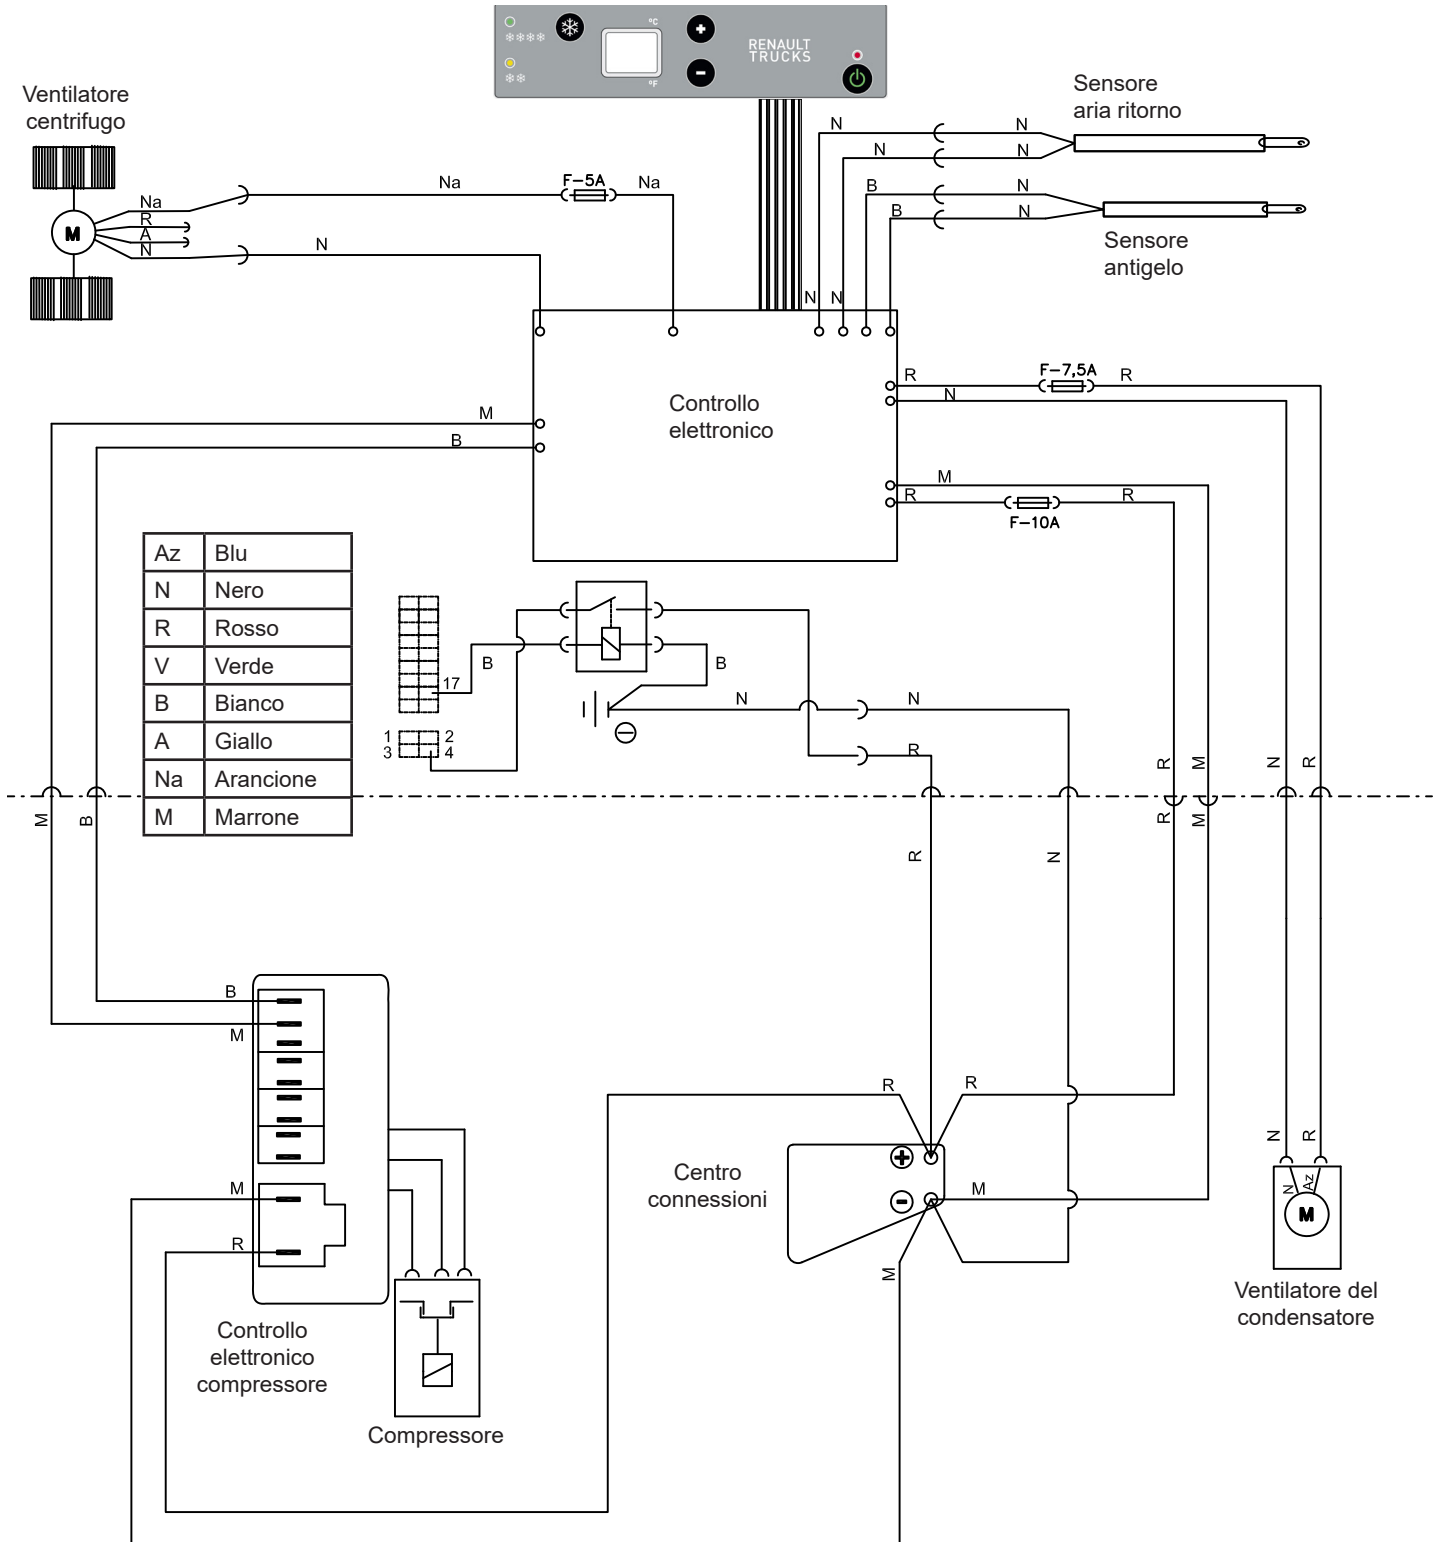 °C
❄❄❄❄
❄❄
°F
RENAULT
TRUCKS
Ventilatore
centrifugo
Sensore
aria ritorno
N
N
N
N
Na
Na
F-5A
Na
R
A
N
N
M
B
N
B
N
Sensore
antigelo
N
N
Controllo
elettronico
R
F-7,5A
R
N
M
B
M
R
R
F-10A
Az Blu
N Nero
R Rosso
V Verde
B Bianco
A Giallo
Na Arancione
M Marrone
B
B
17
1 2
3 4
N
N
R
R
M
N
R
M
B
R
M
R
N
B
M
R
R
M
R
Centro
connessioni
M
M
N
R
N
Az
M
Ventilatore del
condensatore
Controllo
elettronico
compressore
Compressore